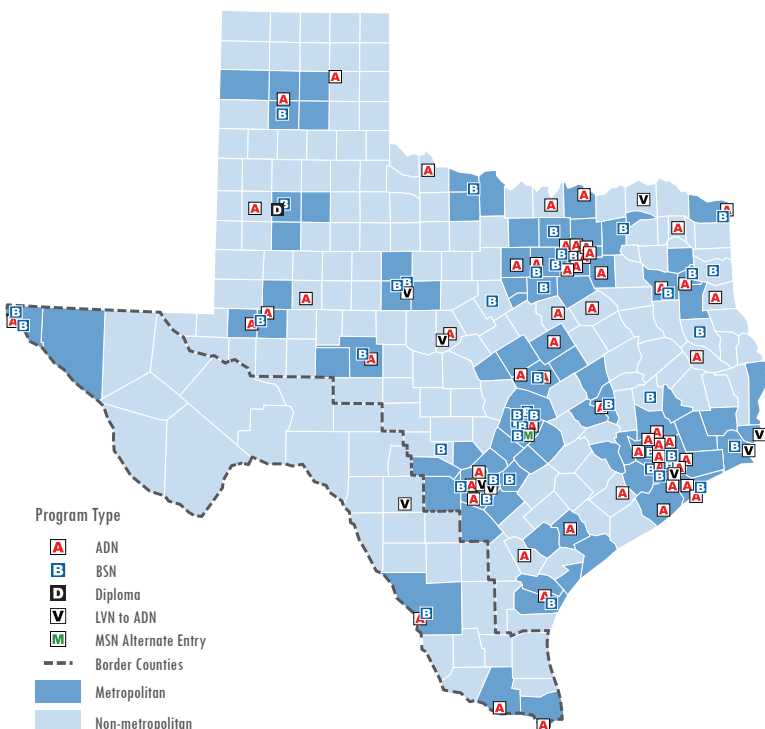 Program Type
A ADN
B BSN
D Diploma
V LVN to ADN
M MSN Alternate Entry
Border Counties
Metropolitan
Non-metropolitan